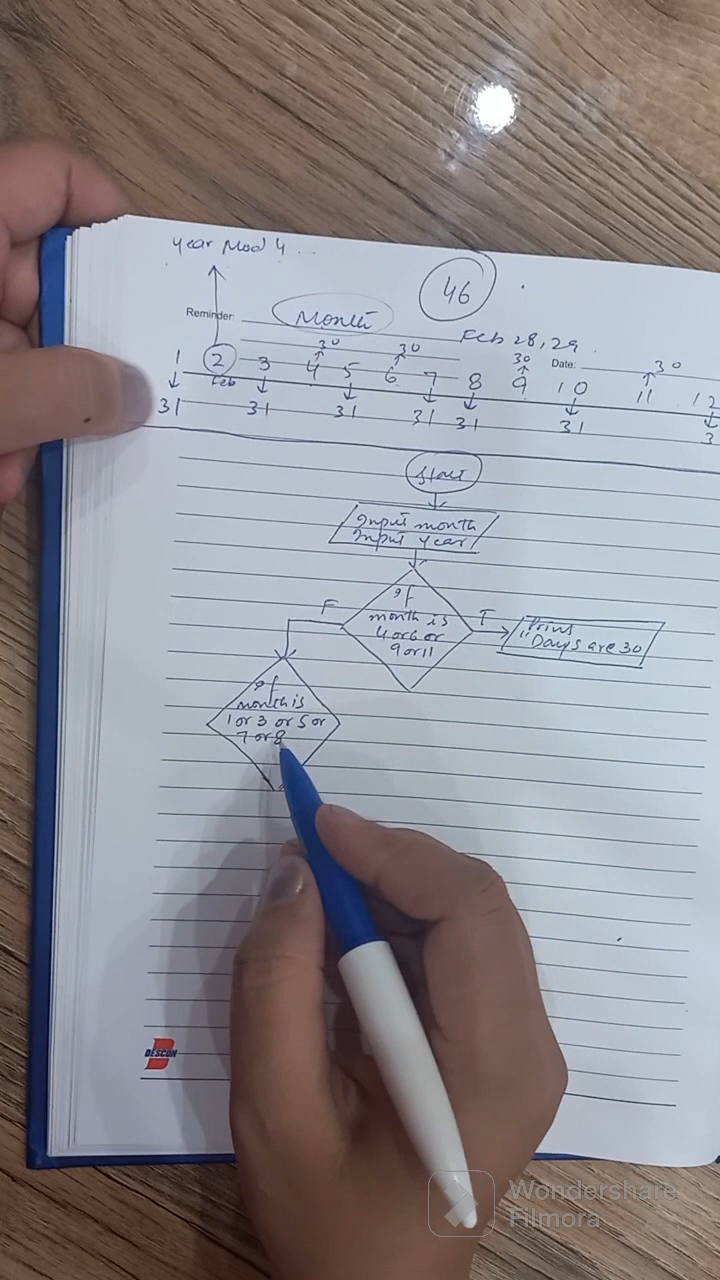 year Mod 4 ...
46
Reminder:
Month
Feb 28, 29
Date:
30 30 30 30
1 2 3 4 5 6 7 8 9 10 11 12
Feb
31 31 31 31 31 31 3
Start
Input month
Input year
If
month is
4 or 6 or
9 or 11
F
T
Print
"Days are 30
If
month is
1 or 3 or 5 or
7 or 8
DESCON
Wondershare
Filmora